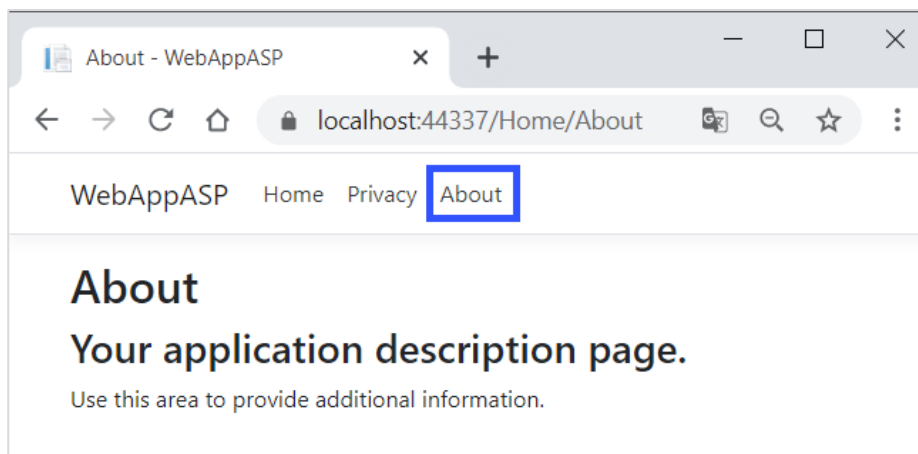 About - WebAppASP
localhost:44337/Home/About
WebAppASP Home Privacy About
About
Your application description page.
Use this area to provide additional information.